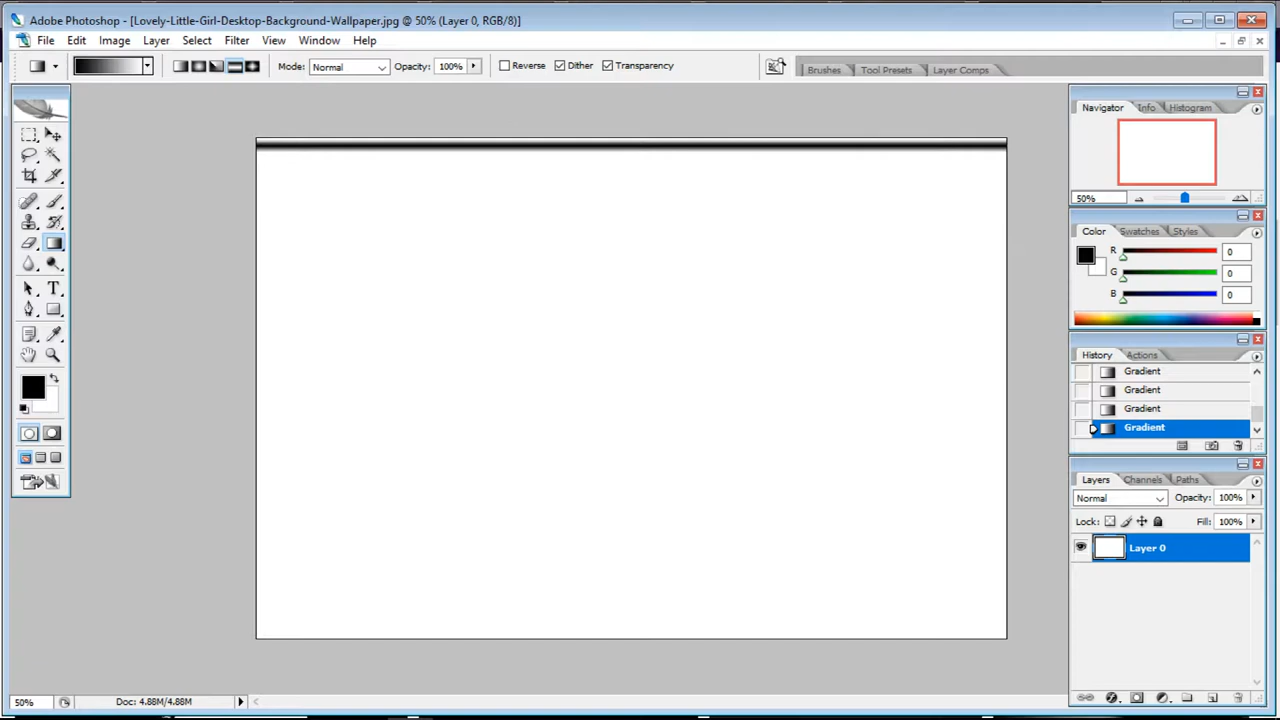 Adobe Photoshop - [Lovely-Little-Girl-Desktop-Background-Wallpaper.jpg @ 50% (Layer 0, RGB/8)]
File Edit Image Layer Select Filter View Window Help
Mode: Normal Opacity: 100% Reverse Dither Transparency
Brushes Tool Presets Layer Comps
Navigator Info Histogram
50%
Color Swatches Styles
R 0
G 0
B 0
History Actions
Gradient
Gradient
Gradient
Gradient
Layers Channels Paths
Normal Opacity: 100%
Lock: Fill: 100%
Layer 0
T
50% Doc: 4.88M/4.88M